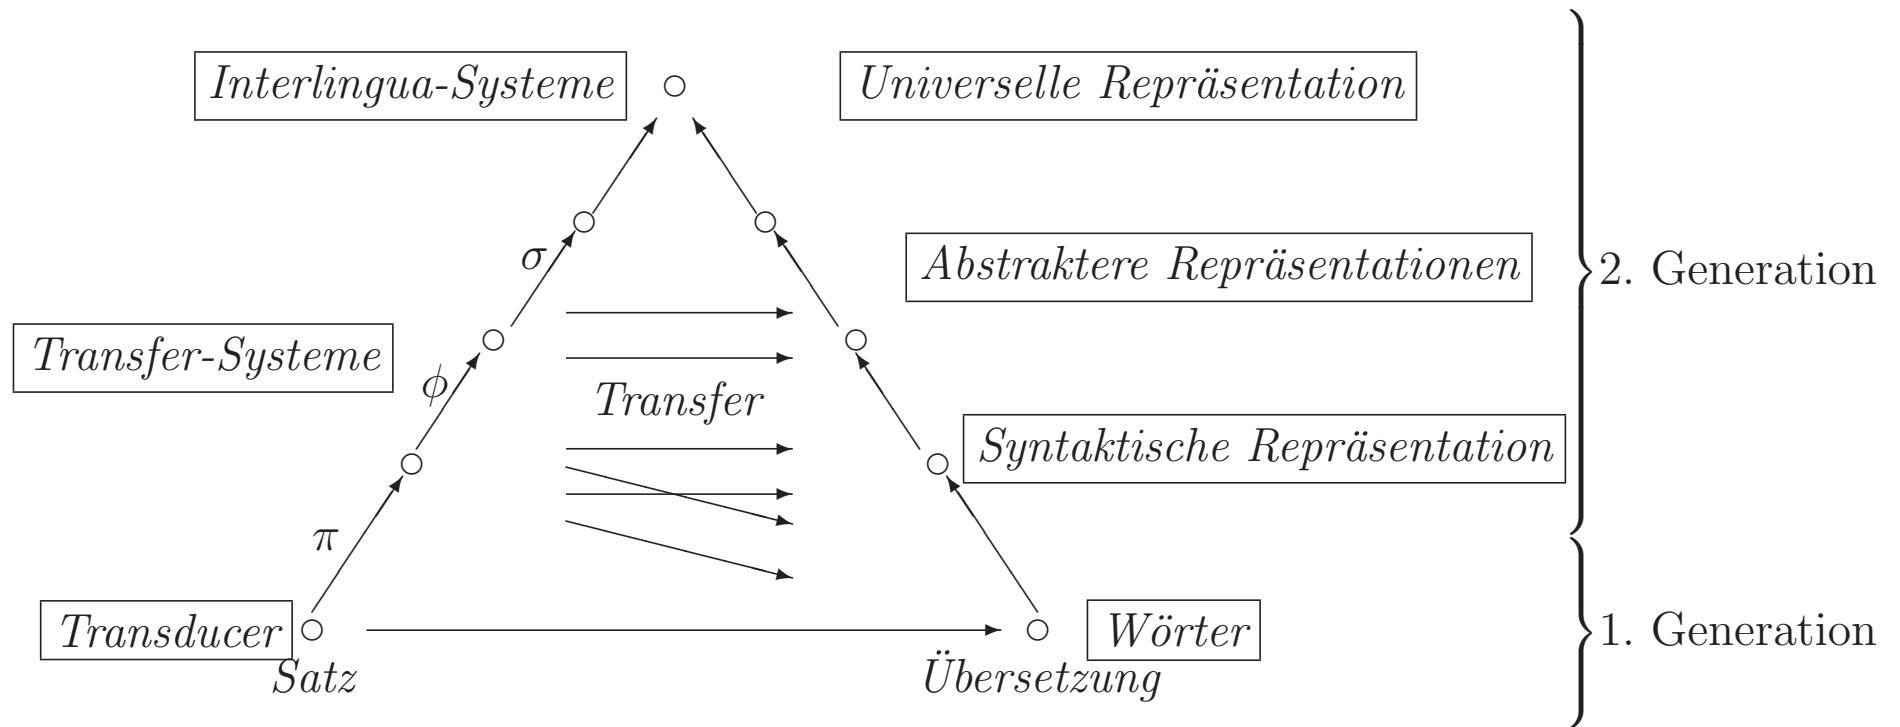 Interlingua-Systeme
Universelle Repräsentation
σ
Abstraktere Repräsentationen
2. Generation
Transfer-Systeme
ϕ
Transfer
Syntaktische Repräsentation
π
Transducer
Wörter
1. Generation
Satz
Übersetzung